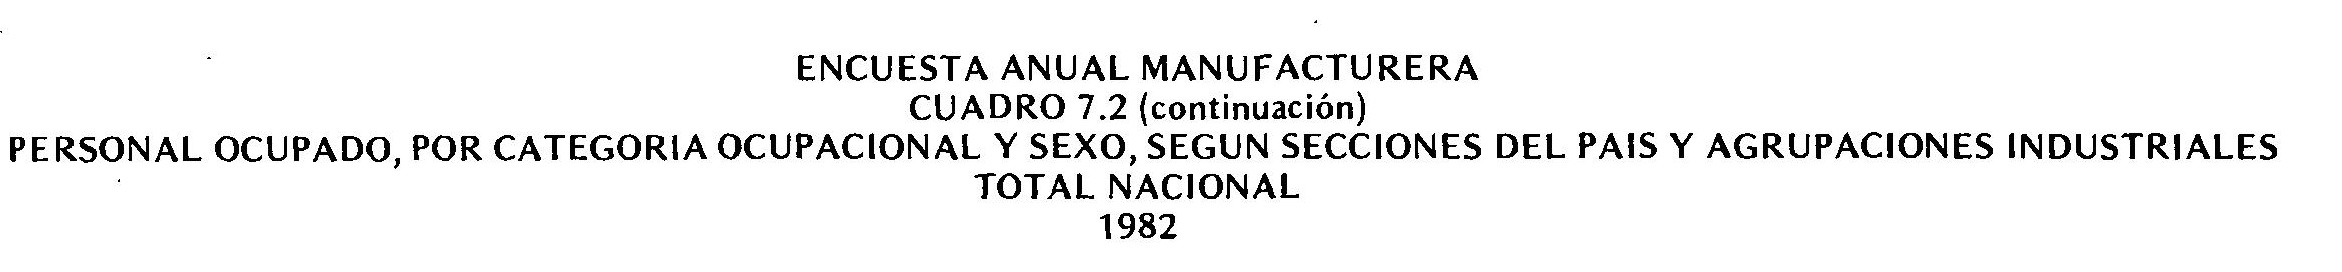 ENCUESTA ANUAL MANUFACTURERA
CUADRO 7.2 (continuación)
PERSONAL OCUPADO, POR CATEGORIA OCUPACIONAL Y SEXO, SEGUN SECCIONES DEL PAIS Y AGRUPACIONES INDUSTRIALES
TOTAL NACIONAL
1982